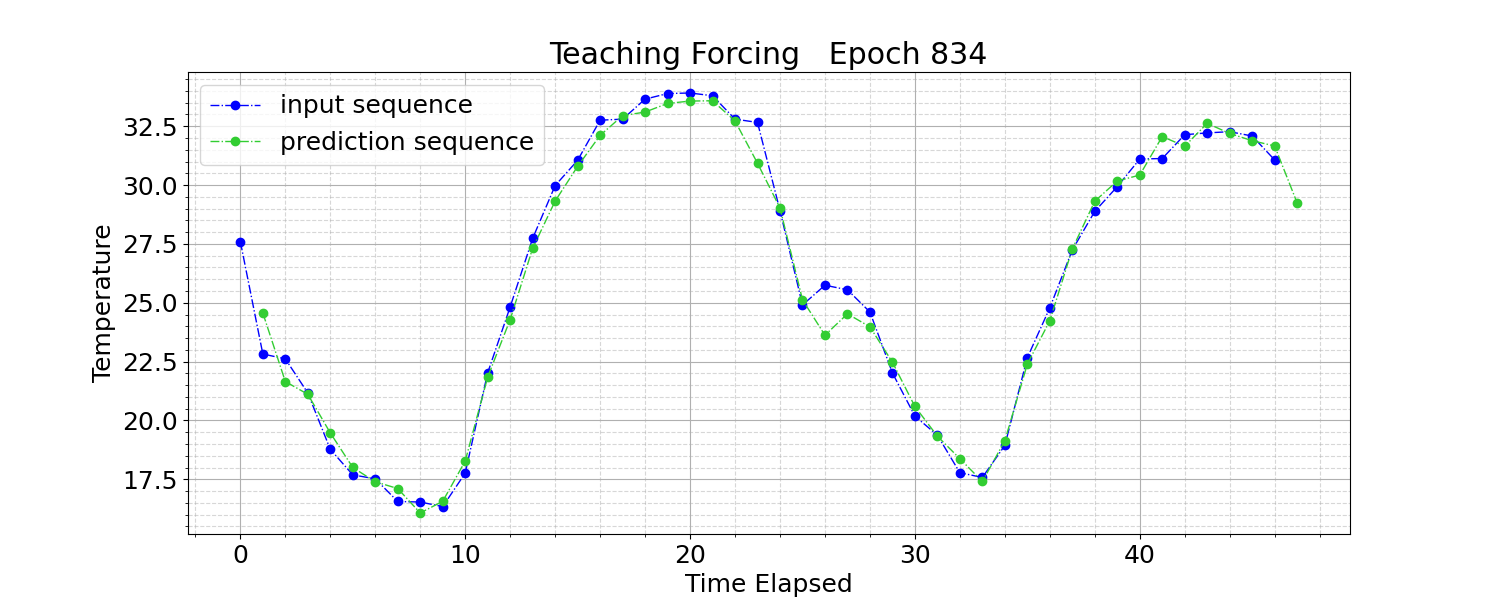 Teaching Forcing   Epoch 834
input sequence
prediction sequence
Temperature
32.5
30.0
27.5
25.0
22.5
20.0
17.5
0 10 20 30 40
Time Elapsed